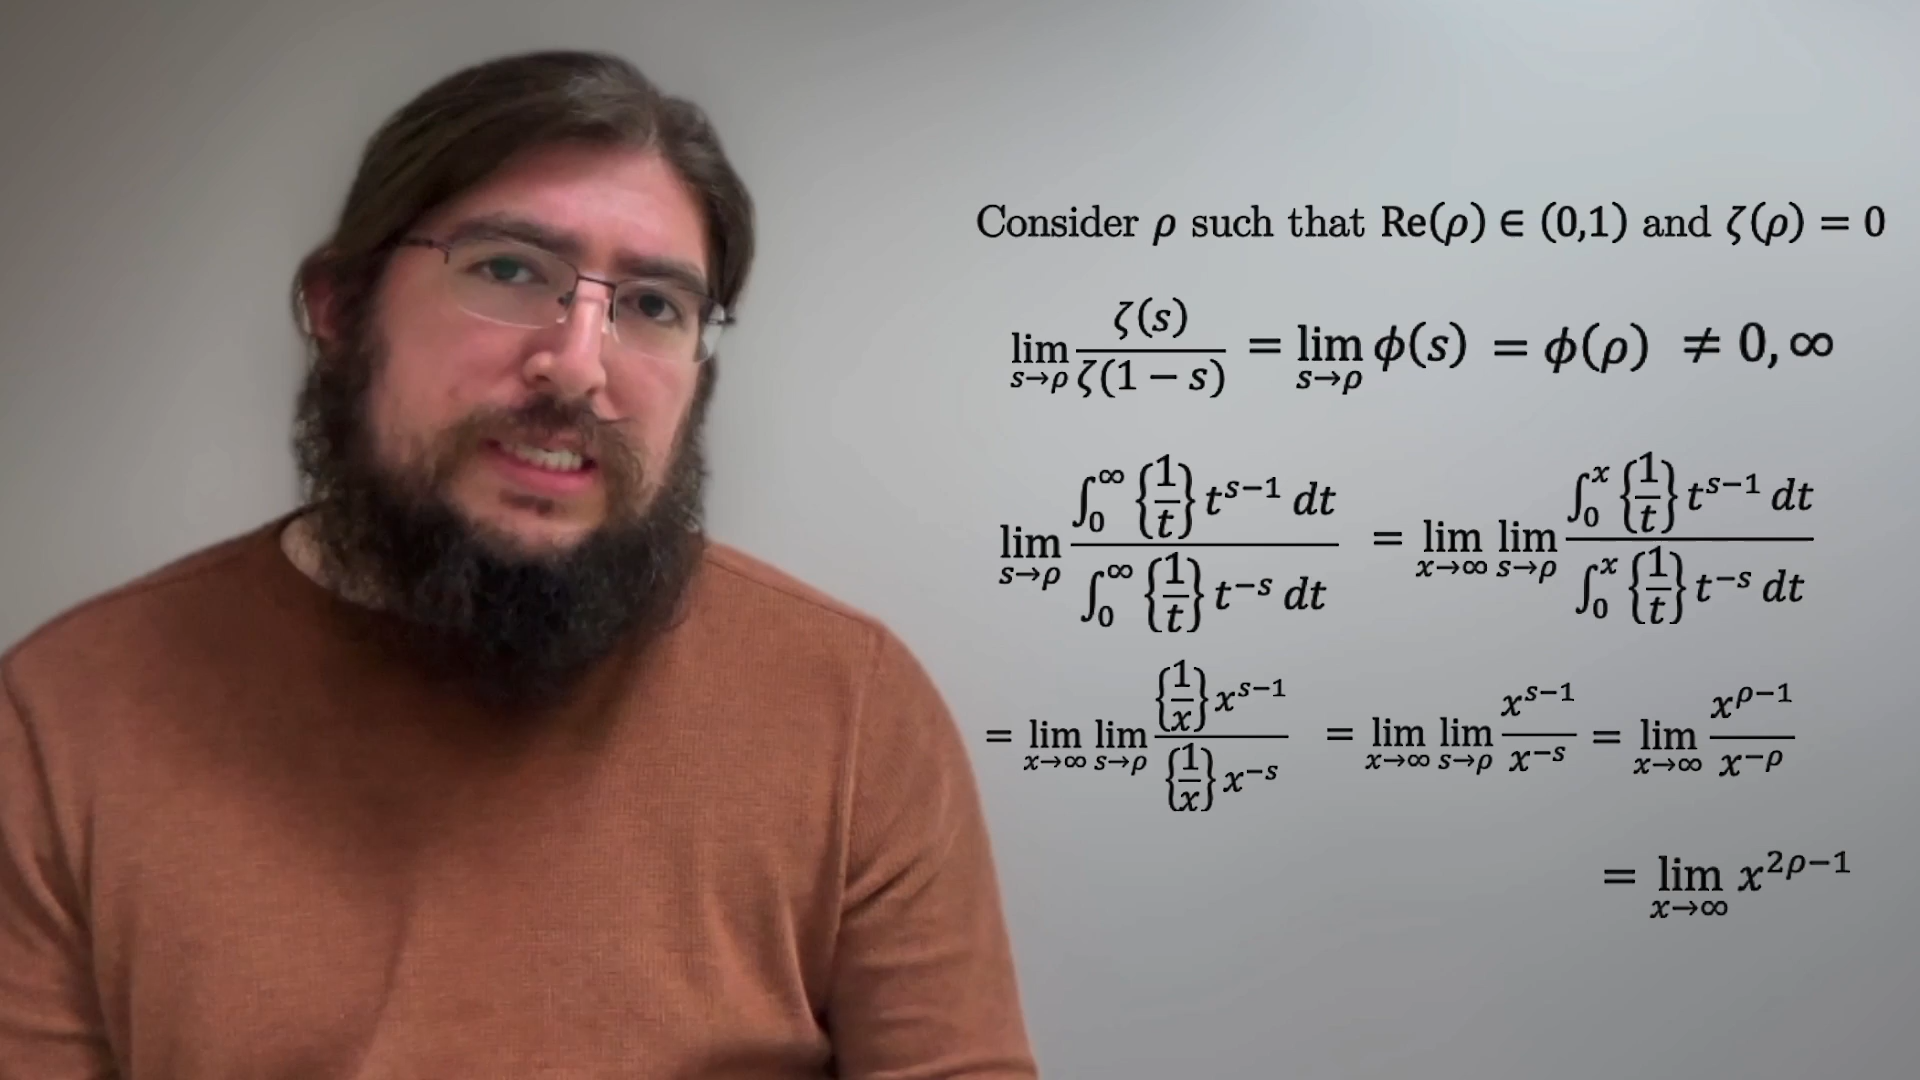 Consider ρ such that Re(ρ) ∈ (0,1) and ζ(ρ) = 0
lim_{s→ρ} ζ(s)/ζ(1 − s) = lim_{s→ρ} ϕ(s) = ϕ(ρ) ≠ 0, ∞
lim_{s→ρ} (∫_0^∞ {1/t} t^{s−1} dt)/(∫_0^∞ {1/t} t^{−s} dt) = lim_{x→∞} lim_{s→ρ} (∫_0^x {1/t} t^{s−1} dt)/(∫_0^x {1/t} t^{−s} dt)
= lim_{x→∞} lim_{s→ρ} ({1/x} x^{s−1})/({1/x} x^{−s}) = lim_{x→∞} lim_{s→ρ} x^{s−1}/x^{−s} = lim_{x→∞} x^{ρ−1}/x^{−ρ}
= lim_{x→∞} x^{2ρ−1}